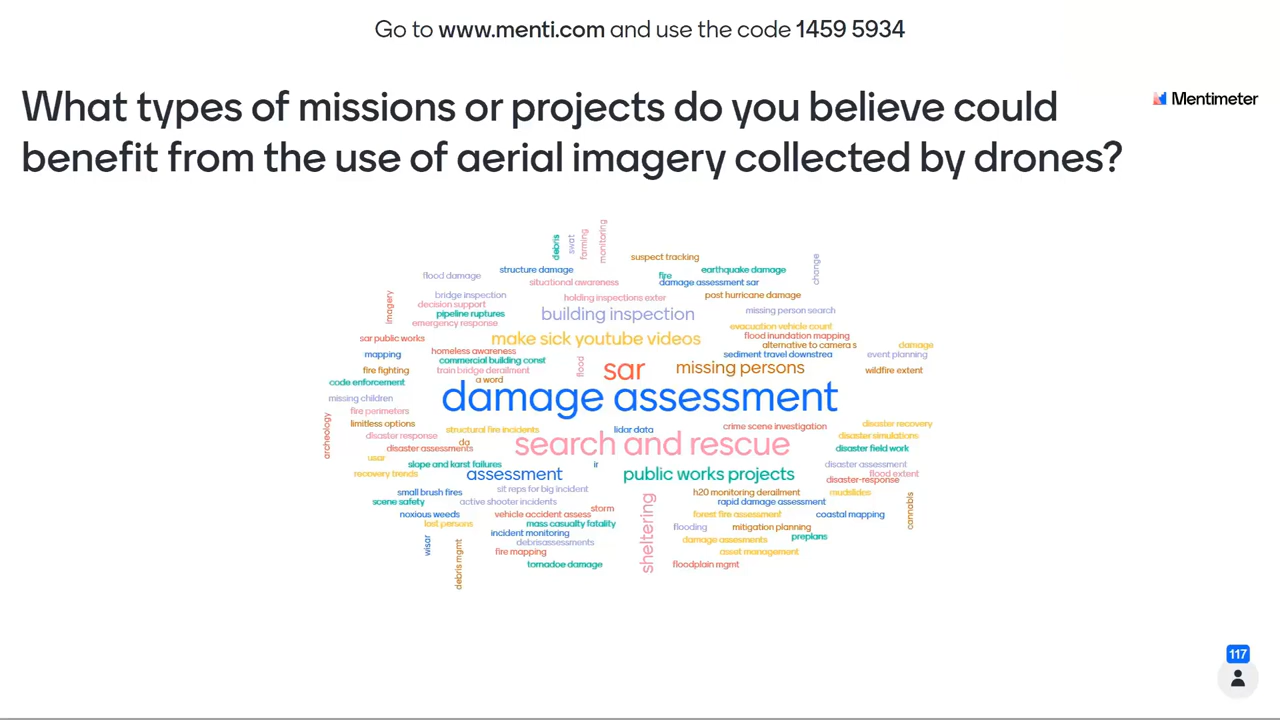 Go to www.menti.com and use the code 1459 5934
What types of missions or projects do you believe could
benefit from the use of aerial imagery collected by drones?
Mentimeter
debris
swat
farming
monitoring
suspect tracking
change
flood damage
structure damage
fire
earthquake damage
situational awareness
damage assessment sar
imagery
bridge inspection
holding inspections exter
post hurricane damage
decision support
pipeline ruptures
building inspection
missing person search
emergency response
evacuation vehicle count
sar public works
make sick youtube videos
flood inundation mapping
alternative to camera s
damage
mapping
homeless awareness
sediment travel downstrea
event planning
commercial building const
flood
sar
missing persons
fire fighting
train bridge derailment
wildfire extent
code enforcement
a word
damage assessment
missing children
fire perimeters
archeology
limitless options
structural fire incidents
lidar data
crime scene investigation
disaster recovery
disaster response
da
search and rescue
disaster simulations
disaster assessments
disaster field work
usar
slope and karst failures
ir
disaster assessment
recovery trends
assessment
public works projects
flood extent
disaster-response
small brush fires
sit reps for big incident
sheltering
h20 monitoring derailment
mudslides
cannabis
scene safety
active shooter incidents
storm
rapid damage assessment
noxious weeds
vehicle accident assess
forest fire assessment
coastal mapping
lost persons
mass casualty fatality
flooding
mitigation planning
wisar
incident monitoring
preplans
debris mgmt
debrisassessments
damage assesments
fire mapping
asset management
tornadoe damage
floodplain mgmt
117